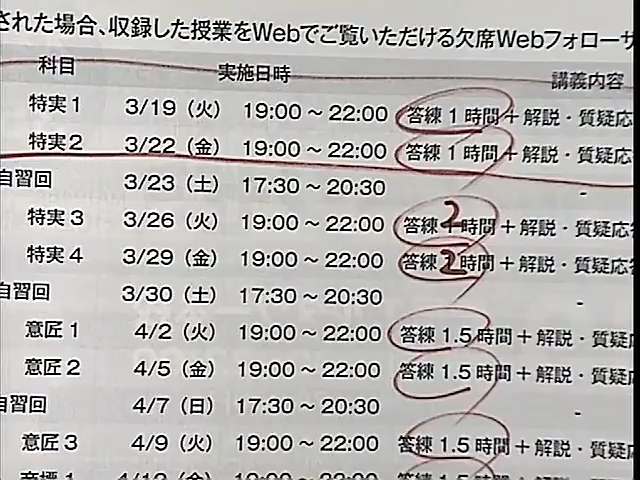 された場合、収録した授業をWebでご覧いただける欠席Webフォローサ
科目 実施日時 講義内容
特実1 3/19（火） 19:00～22:00 答練1時間＋解説・質疑応
特実2 3/22（金） 19:00～22:00 答練1時間＋解説・質疑応
自習回 3/23（土） 17:30～20:30 -
特実3 3/26（火） 19:00～22:00 答練2時間＋解説・質疑応答
特実4 3/29（金） 19:00～22:00 答練2時間＋解説・質疑応答
自習回 3/30（土） 17:30～20:30 -
意匠1 4/2（火） 19:00～22:00 答練1.5時間＋解説・質疑応
意匠2 4/5（金） 19:00～22:00 答練1.5時間＋解説・質疑応
自習回 4/7（日） 17:30～20:30 -
意匠3 4/9（火） 19:00～22:00 答練1.5時間＋解説・質疑応